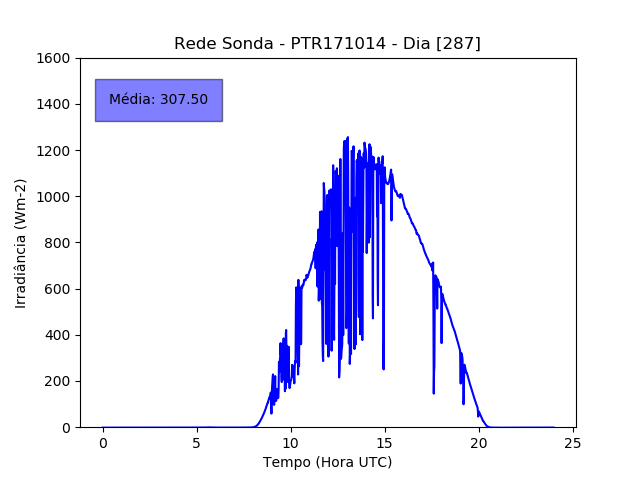 Rede Sonda - PTR171014 - Dia [287]
1600
1400
1200
1000
800
600
400
200
0
Média: 307.50
Irradiância (Wm-2)
0 5 10 15 20 25
Tempo (Hora UTC)